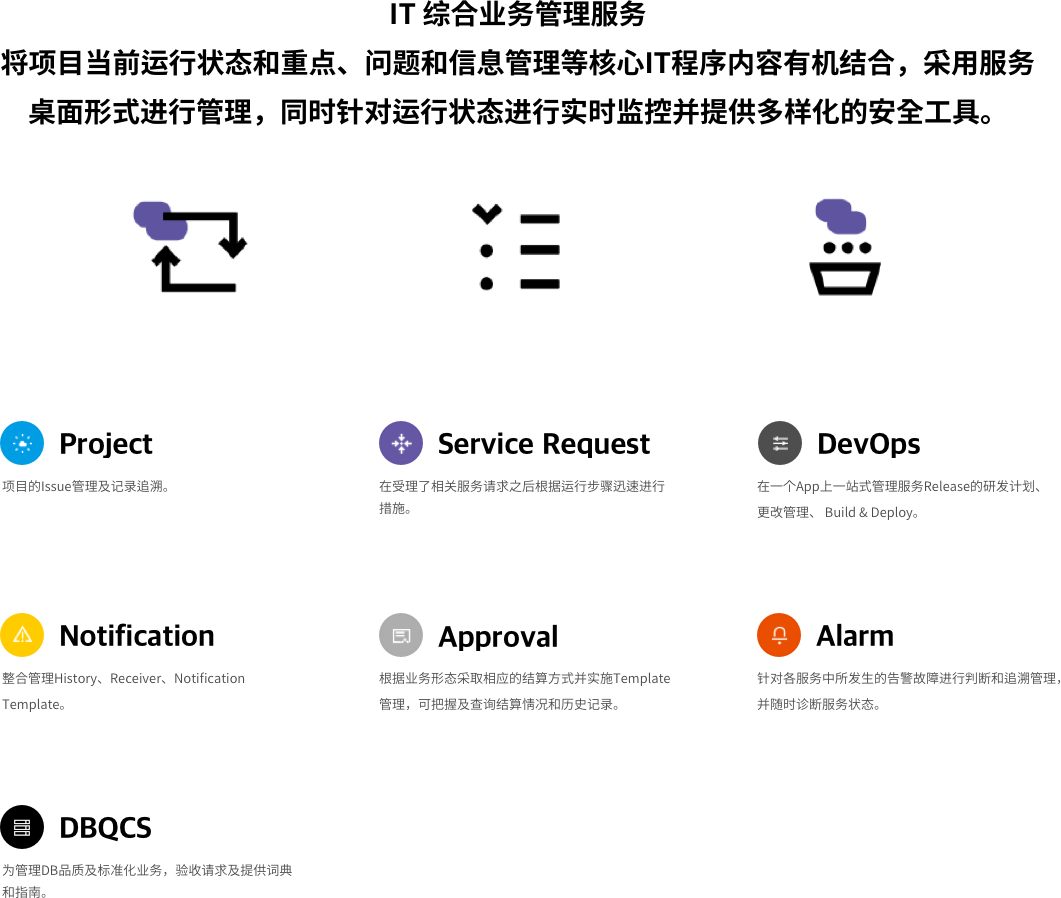 IT 综合业务管理服务
将项目当前运行状态和重点、问题和信息管理等核心IT程序内容有机结合，采用服务
桌面形式进行管理，同时针对运行状态进行实时监控并提供多样化的安全工具。
Project
项目的Issue管理及记录追溯。
Service Request
在受理了相关服务请求之后根据运行步骤迅速进行
措施。
DevOps
在一个App上一站式管理服务Release的研发计划、
更改管理、 Build & Deploy。
Notification
整合管理History、Receiver、Notification
Template。
Approval
根据业务形态采取相应的结算方式并实施Template
管理，可把握及查询结算情况和历史记录。
Alarm
针对各服务中所发生的告警故障进行判断和追溯管理，
并随时诊断服务状态。
DBQCS
为管理DB品质及标准化业务，验收请求及提供词典
和指南。